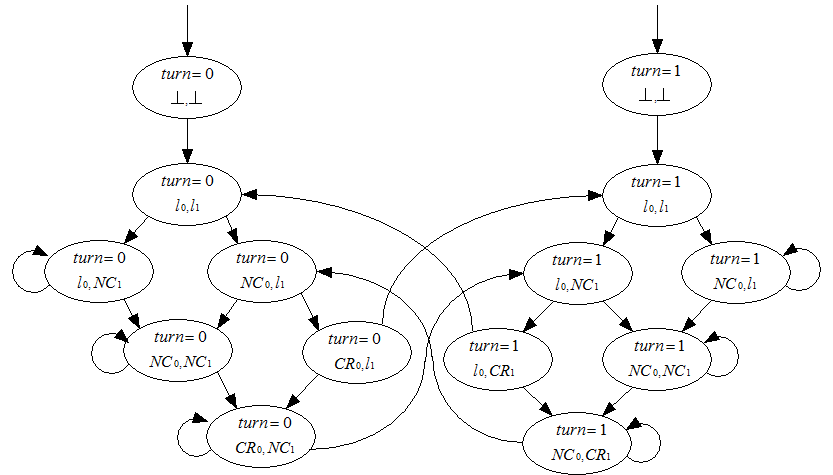 turn= 0
⊥,⊥
turn= 1
⊥,⊥
turn= 0
l₀,l₁
turn= 1
l₀,l₁
turn= 0
l₀,NC₁
turn= 0
NC₀,l₁
turn= 1
l₀,NC₁
turn= 1
NC₀,l₁
turn= 0
NC₀,NC₁
turn= 0
CR₀,l₁
turn= 1
l₀,CR₁
turn= 1
NC₀,NC₁
turn= 0
CR₀,NC₁
turn= 1
NC₀,CR₁